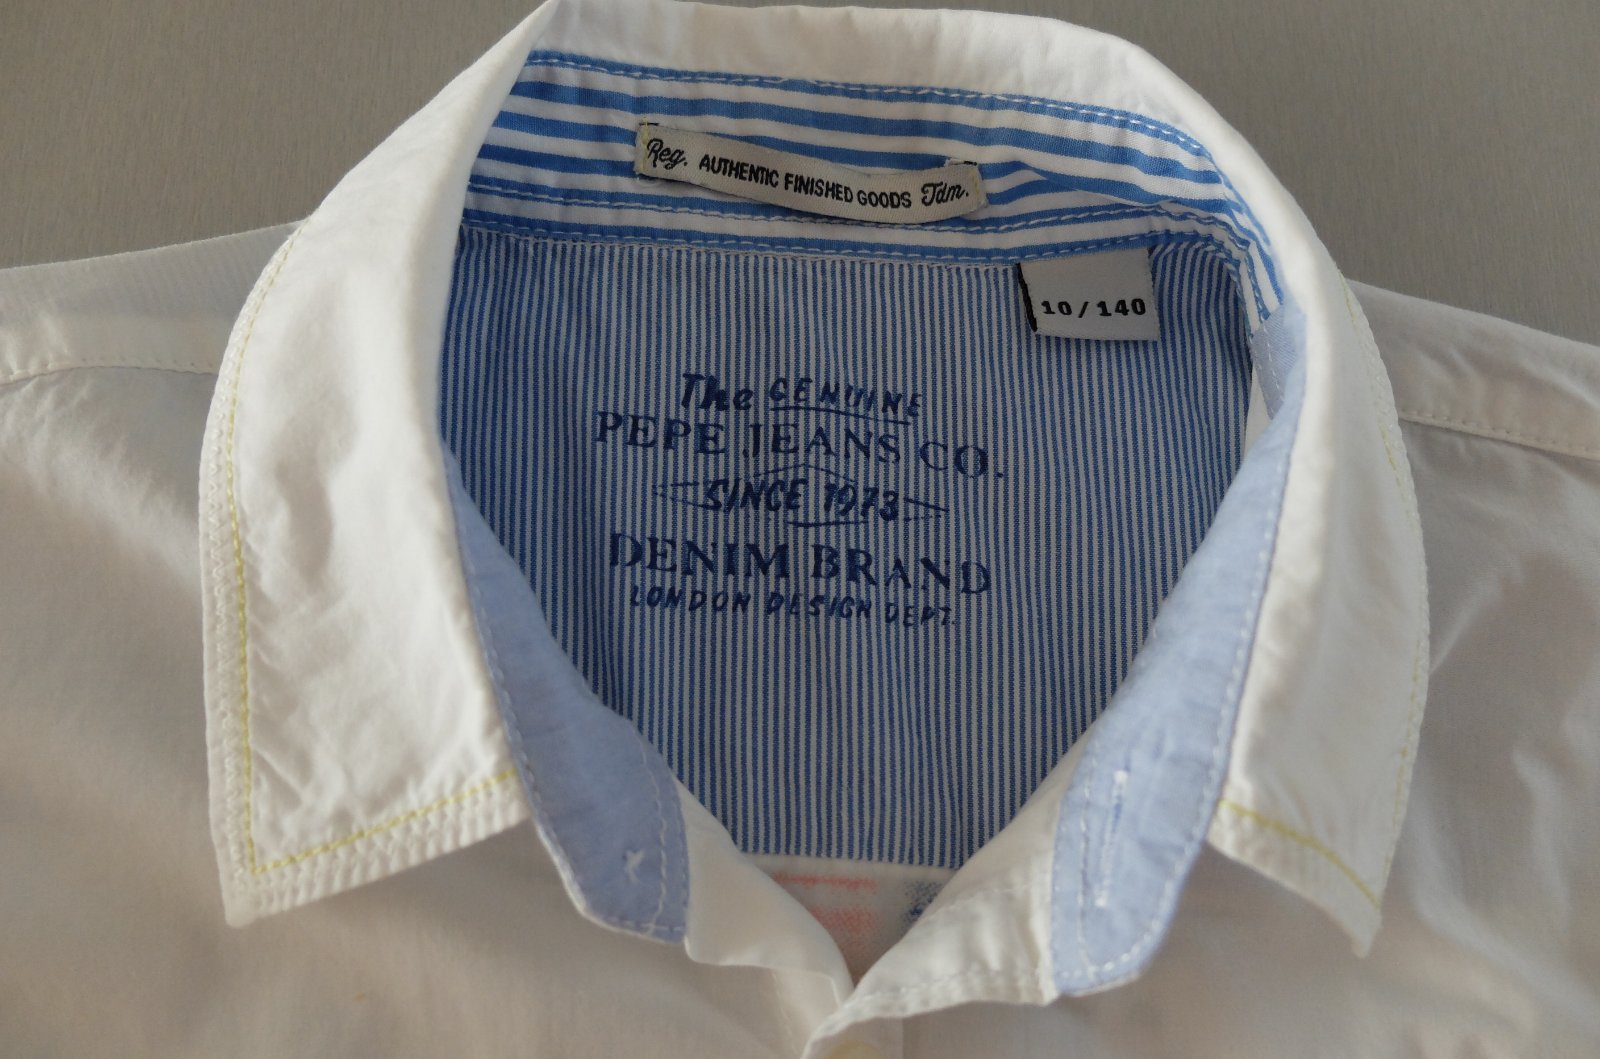 Reg. AUTHENTIC FINISHED GOODS Tdm.
10/140
The GENUINE
PEPE JEANS CO.
SINCE 1973
DENIM BRAND
LONDON DESIGN DEPT.